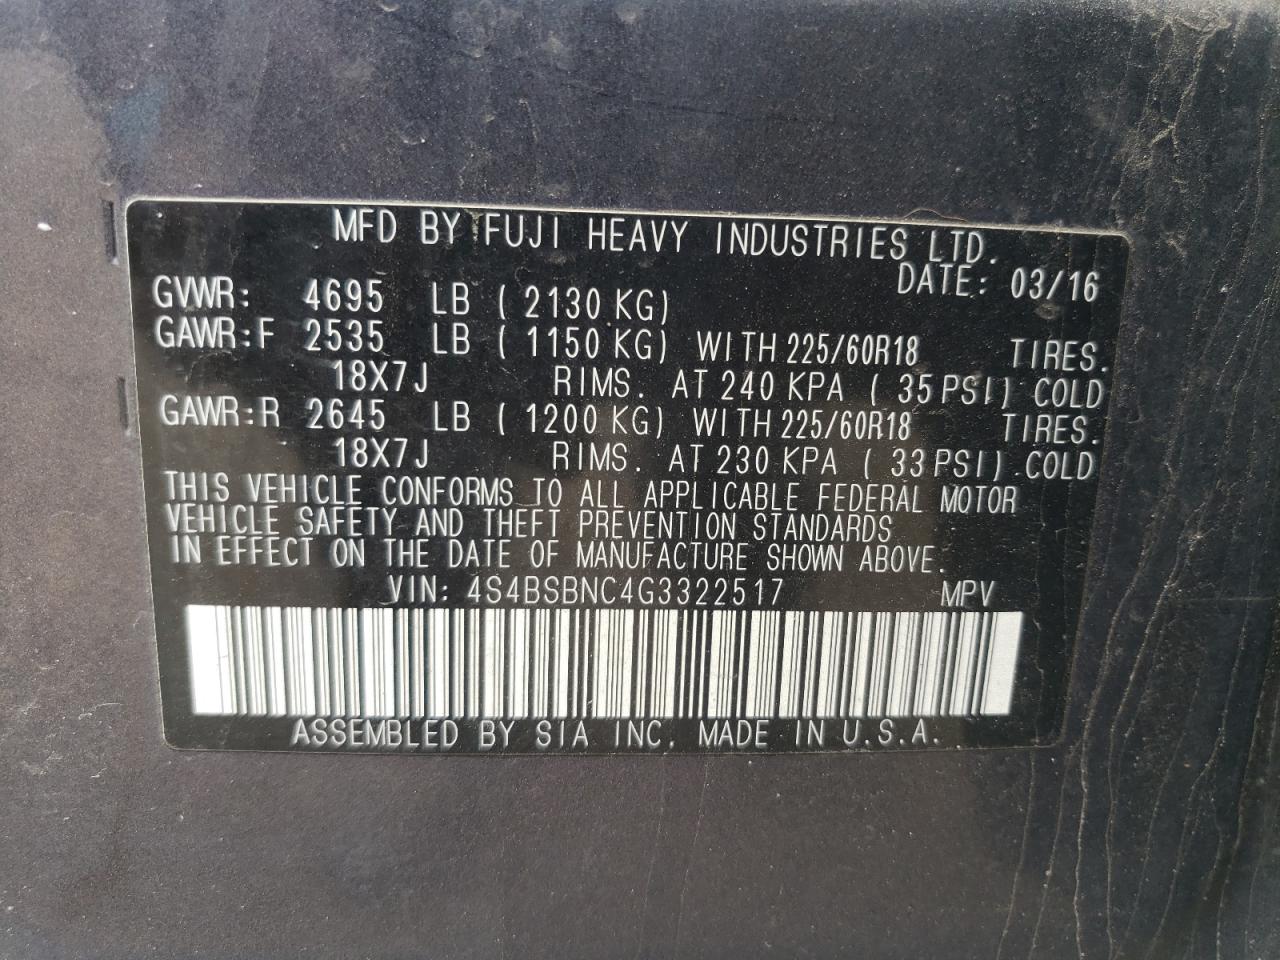 MFD BY FUJI HEAVY INDUSTRIES LTD.
DATE: 03/16
GVWR: 4695 LB ( 2130 KG)
GAWR:F 2535 LB ( 1150 KG) WITH 225/60R18 TIRES.
18X7J RIMS. AT 240 KPA ( 35 PSI) COLD
GAWR:R 2645 LB ( 1200 KG) WITH 225/60R18 TIRES.
18X7J RIMS. AT 230 KPA ( 33 PSI) COLD
THIS VEHICLE CONFORMS TO ALL APPLICABLE FEDERAL MOTOR
VEHICLE SAFETY AND THEFT PREVENTION STANDARDS
IN EFFECT ON THE DATE OF MANUFACTURE SHOWN ABOVE.
VIN: 4S4BSBNC4G3322517 MPV
ASSEMBLED BY SIA INC. MADE IN U.S.A.